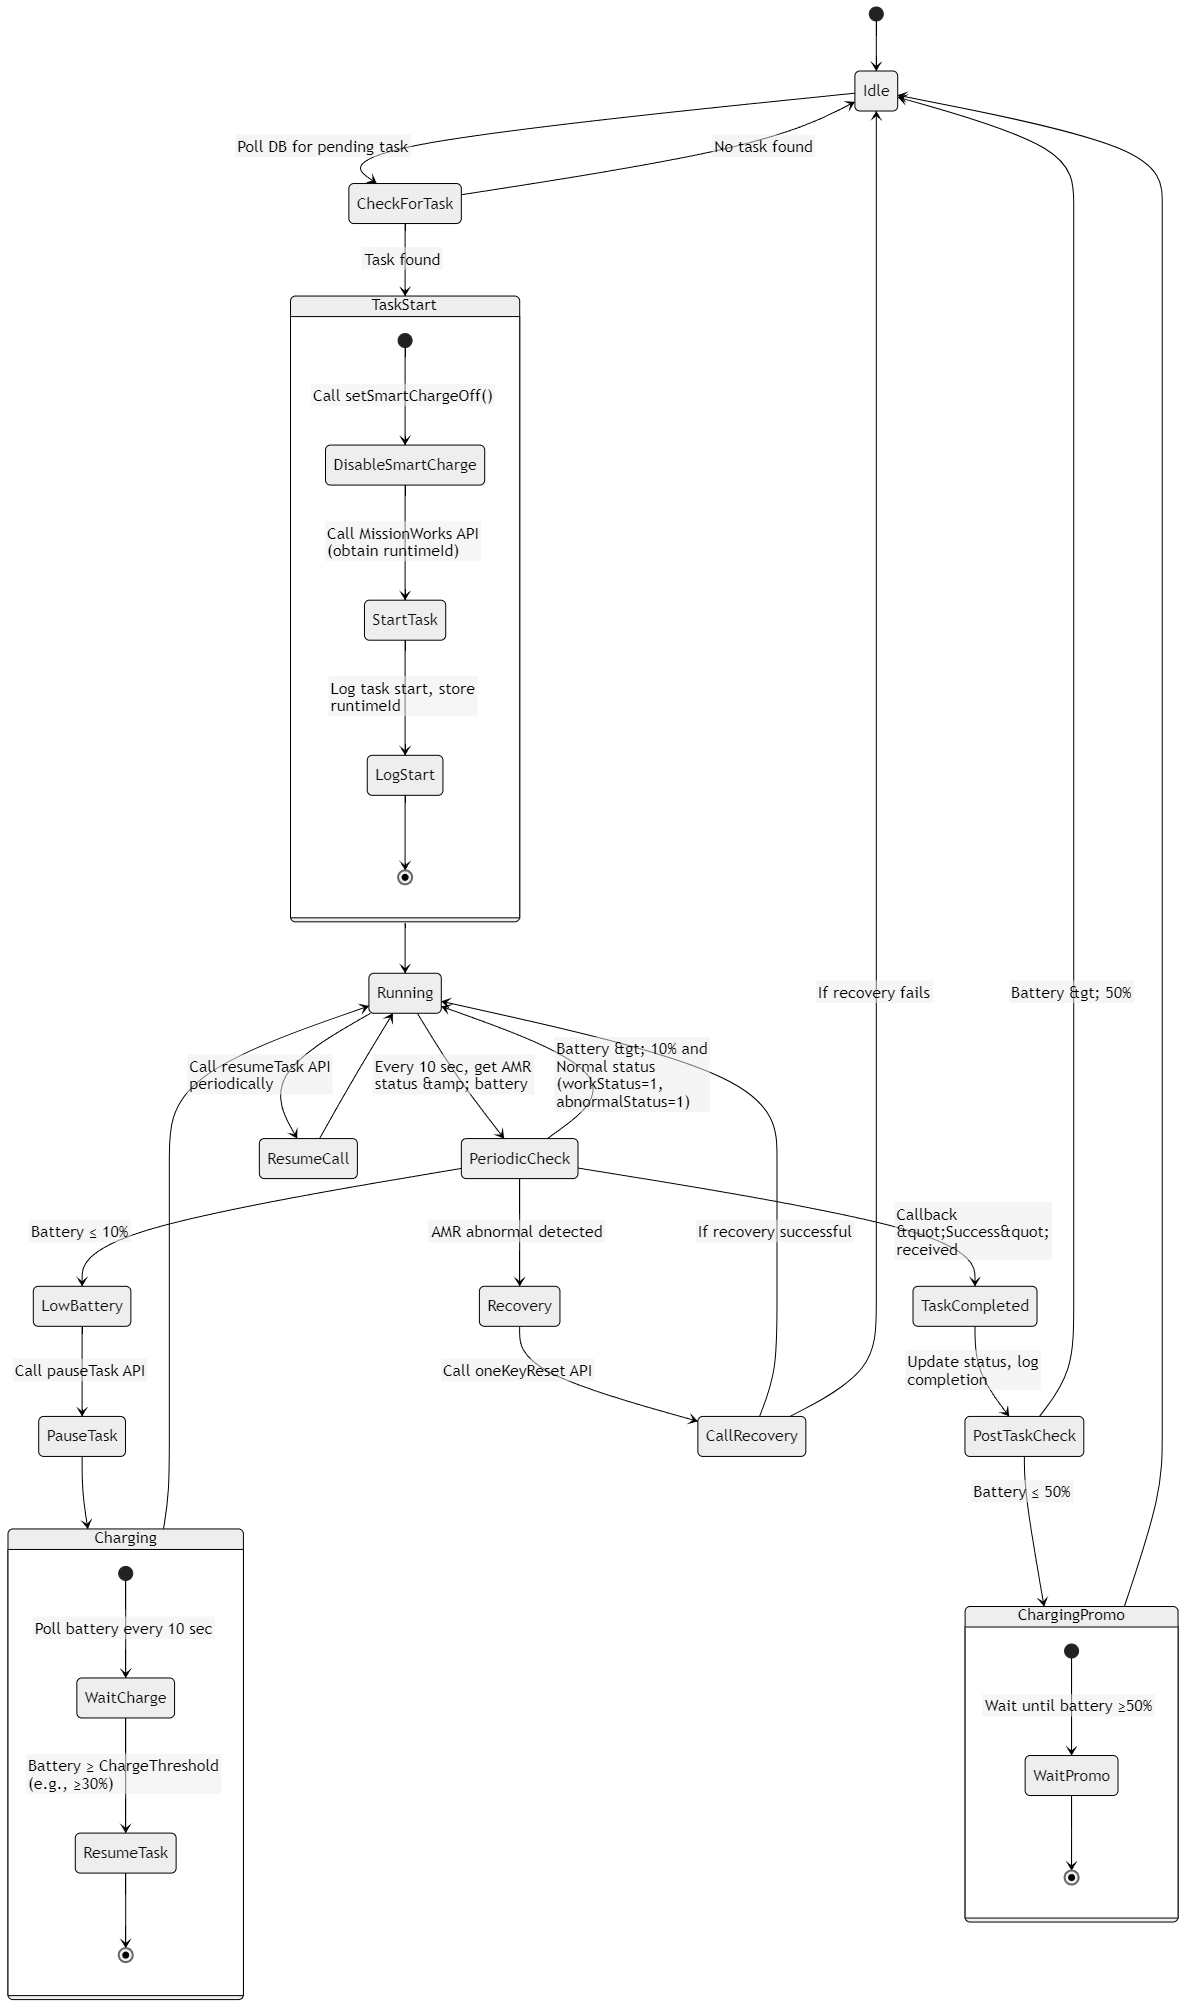 Idle
Poll DB for pending task
No task found
CheckForTask
Task found
TaskStart
Call setSmartChargeOff()
DisableSmartCharge
Call MissionWorks API
(obtain runtimeId)
StartTask
Log task start, store
runtimeId
LogStart
Running
If recovery fails
Battery &gt; 50%
Call resumeTask API
periodically
Every 10 sec, get AMR
status &amp; battery
Battery &gt; 10% and
Normal status
(workStatus=1,
abnormalStatus=1)
ResumeCall
PeriodicCheck
Battery ≤ 10%
AMR abnormal detected
If recovery successful
Callback
&quot;Success&quot;
received
LowBattery
Recovery
TaskCompleted
Call pauseTask API
Call oneKeyReset API
Update status, log
completion
PauseTask
CallRecovery
PostTaskCheck
Battery ≤ 50%
Charging
Poll battery every 10 sec
WaitCharge
Battery ≥ ChargeThreshold
(e.g., ≥30%)
ResumeTask
ChargingPromo
Wait until battery ≥50%
WaitPromo